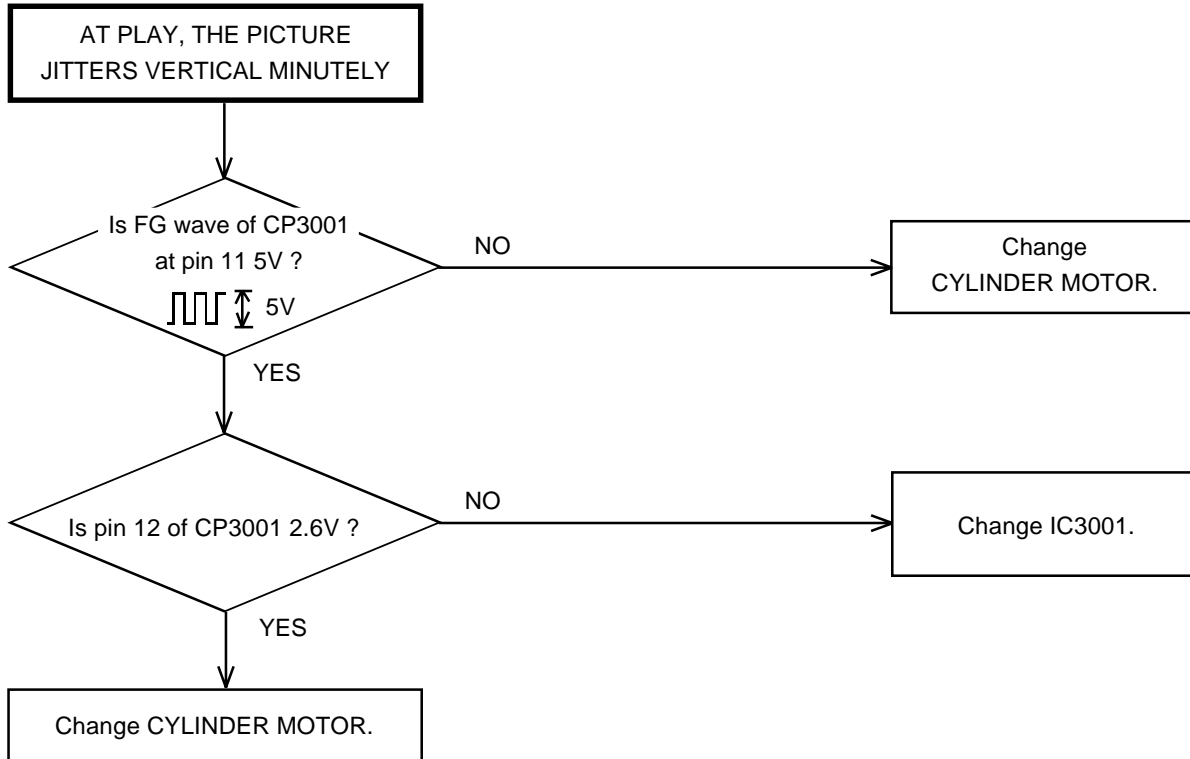 AT PLAY, THE PICTURE
JITTERS VERTICAL MINUTELY
Is FG wave of CP3001
at pin 11 5V ?
5V
NO
Change
CYLINDER MOTOR.
YES
Is pin 12 of CP3001 2.6V ?
NO
Change IC3001.
YES
Change CYLINDER MOTOR.